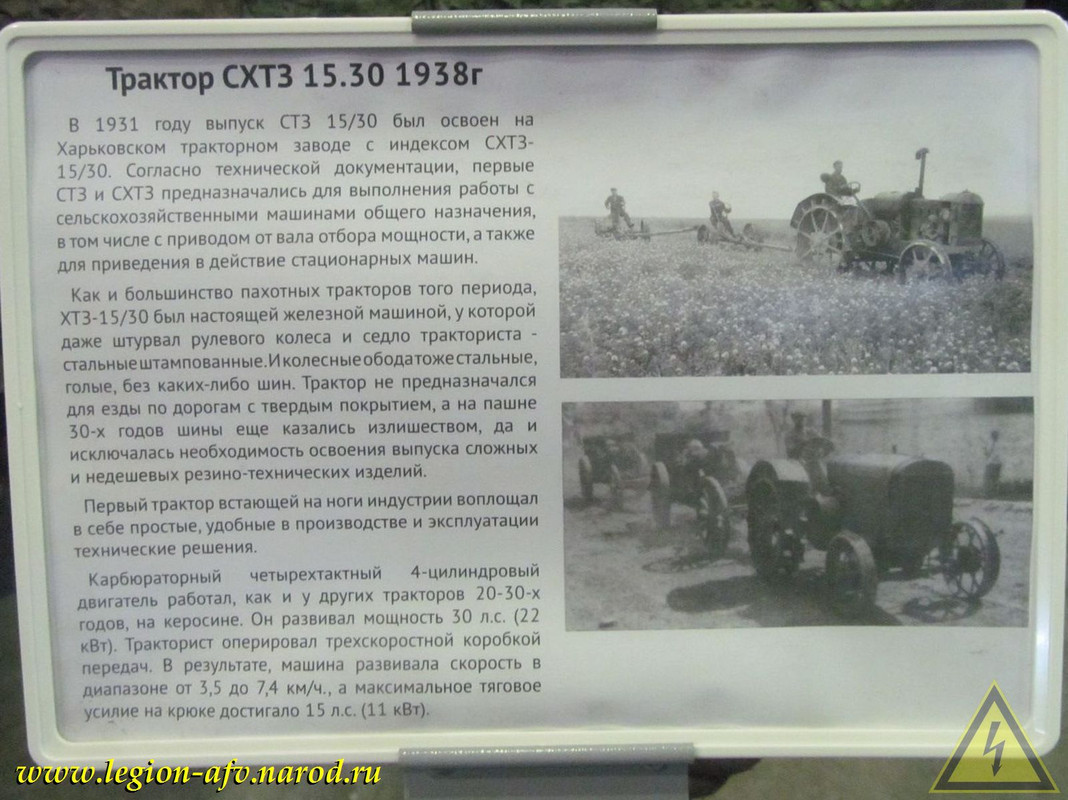 Трактор СХТЗ 15.30 1938г
В 1931 году выпуск СТЗ 15/30 был освоен на
Харьковском тракторном заводе с индексом СХТЗ-
15/30. Согласно технической документации, первые
СТЗ и СХТЗ предназначались для выполнения работы с
сельскохозяйственными машинами общего назначения,
в том числе с приводом от вала отбора мощности, а также
для приведения в действие стационарных машин.
Как и большинство пахотных тракторов того периода,
ХТЗ-15/30 был настоящей железной машиной, у которой
даже штурвал рулевого колеса и седло тракториста -
стальные штампованные. И колесные обода тоже стальные,
голые, без каких-либо шин. Трактор не предназначался
для езды по дорогам с твердым покрытием, а на пашне
30-х годов шины еще казались излишеством, да и
исключалась необходимость освоения выпуска сложных
и недешевых резино-технических изделий.
Первый трактор встающей на ноги индустрии воплощал
в себе простые, удобные в производстве и эксплуатации
технические решения.
Карбюраторный четырехтактный 4-цилиндровый
двигатель работал, как и у других тракторов 20-30-х
годов, на керосине. Он развивал мощность 30 л.с. (22
кВт). Тракторист оперировал трехскоростной коробкой
передач. В результате, машина развивала скорость в
диапазоне от 3,5 до 7,4 км/ч., а максимальное тяговое
усилие на крюке достигало 15 л.с. (11 кВт).
www.legion-afv.narod.ru